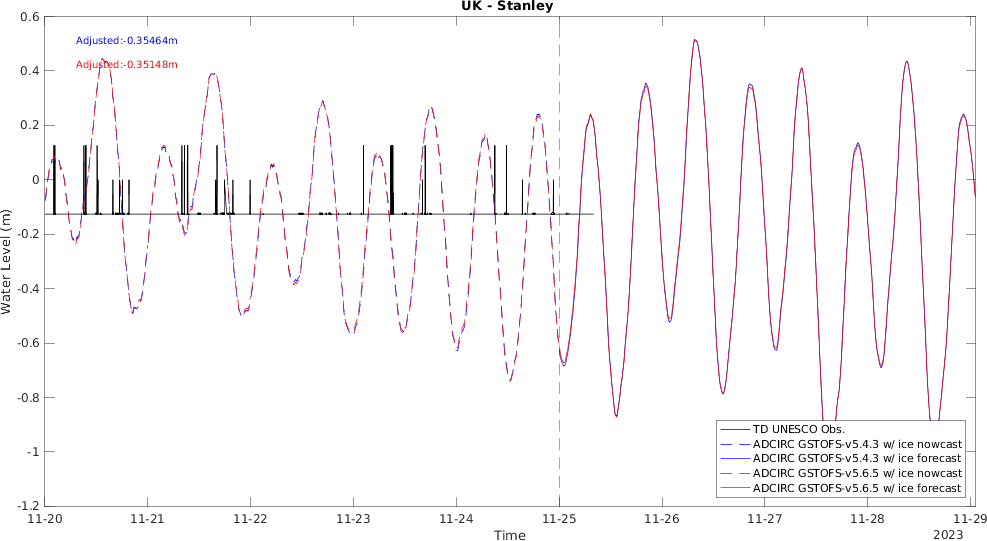 UK - Stanley
Adjusted:-0.35464m
Adjusted:-0.35148m
0.6
0.4
0.2
0
-0.2
-0.4
-0.6
-0.8
-1
-1.2
Water Level (m)
TD UNESCO Obs.
ADCIRC GSTOFS-v5.4.3 w/ ice nowcast
ADCIRC GSTOFS-v5.4.3 w/ ice forecast
ADCIRC GSTOFS-v5.6.5 w/ ice nowcast
ADCIRC GSTOFS-v5.6.5 w/ ice forecast
11-20 11-21 11-22 11-23 11-24 11-25 11-26 11-27 11-28 11-29
Time
2023